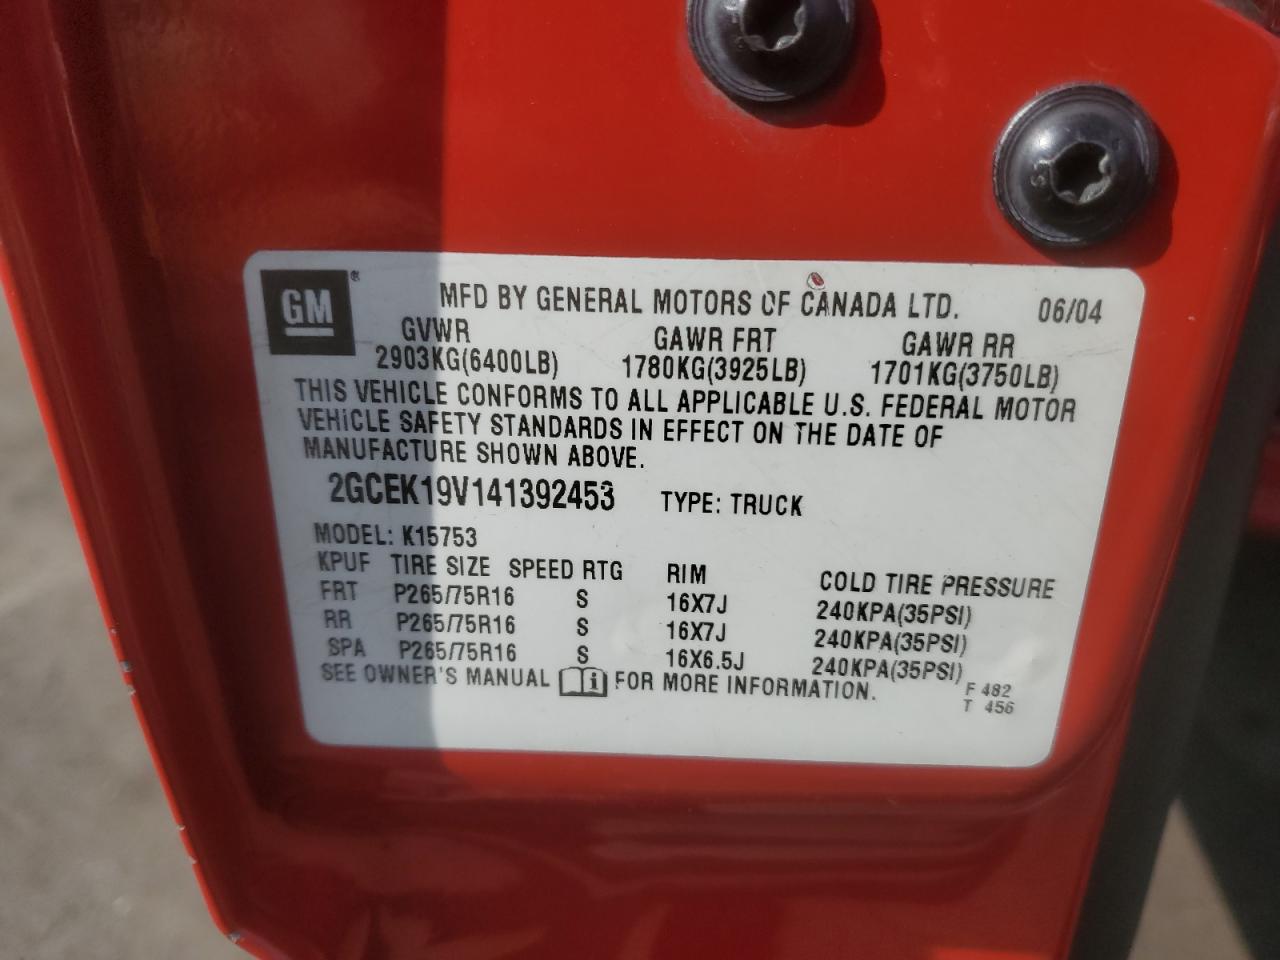 GM ® MFD BY GENERAL MOTORS OF CANADA LTD. 06/04
GVWR GAWR FRT GAWR RR
2903KG(6400LB) 1780KG(3925LB) 1701KG(3750LB)
THIS VEHICLE CONFORMS TO ALL APPLICABLE U.S. FEDERAL MOTOR
VEHICLE SAFETY STANDARDS IN EFFECT ON THE DATE OF
MANUFACTURE SHOWN ABOVE.
2GCEK19V141392453 TYPE: TRUCK
MODEL: K15753
KPUF TIRE SIZE SPEED RTG RIM COLD TIRE PRESSURE
FRT P265/75R16 S 16X7J 240KPA(35PSI)
RR P265/75R16 S 16X7J 240KPA(35PSI)
SPA P265/75R16 S 16X6.5J 240KPA(35PSI)
SEE OWNER'S MANUAL i FOR MORE INFORMATION.
F 482
T 456